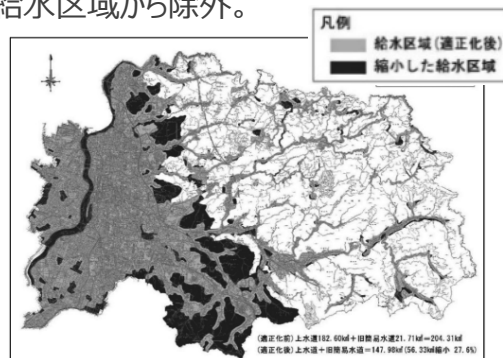 給水区域から除外。
凡例
給水区域(適正化後)
縮小した給水区域
(適正化前)上水道182.60k㎡+旧簡易水道21.71k㎡=204.31k㎡
(適正化後)上水道+旧簡易水道=147.98k㎡(56.33k㎡縮小 27.6%)